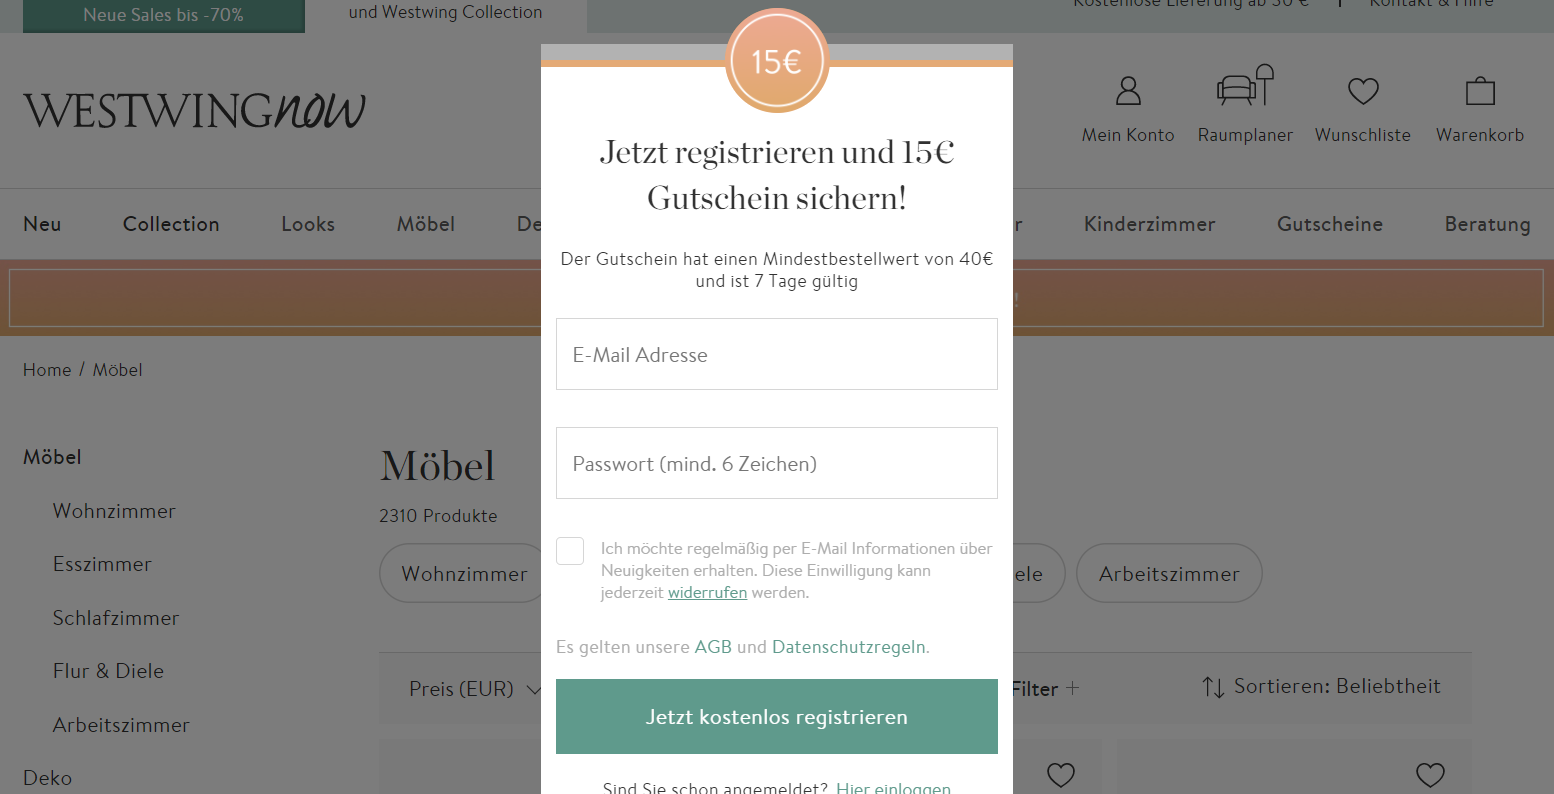 Neue Sales bis -70%
und Westwing Collection
Kostenlose Lieferung ab 30 €
Kontakt & Hilfe
WESTWINGnow
Mein Konto
Raumplaner
Wunschliste
Warenkorb
Neu
Collection
Looks
Möbel
De
r
Kinderzimmer
Gutscheine
Beratung
!
Home / Möbel
Möbel
Wohnzimmer
Esszimmer
Schlafzimmer
Flur & Diele
Arbeitszimmer
Deko
Möbel
2310 Produkte
Wohnzimmer
ele
Arbeitszimmer
Preis (EUR)
Filter +
Sortieren: Beliebtheit
15€
Jetzt registrieren und 15€
Gutschein sichern!
Der Gutschein hat einen Mindestbestellwert von 40€
und ist 7 Tage gültig
E-Mail Adresse
Passwort (mind. 6 Zeichen)
Ich möchte regelmäßig per E-Mail Informationen über
Neuigkeiten erhalten. Diese Einwilligung kann
jederzeit widerrufen werden.
Es gelten unsere AGB und Datenschutzregeln.
Jetzt kostenlos registrieren
Sind Sie schon angemeldet? Hier einloggen